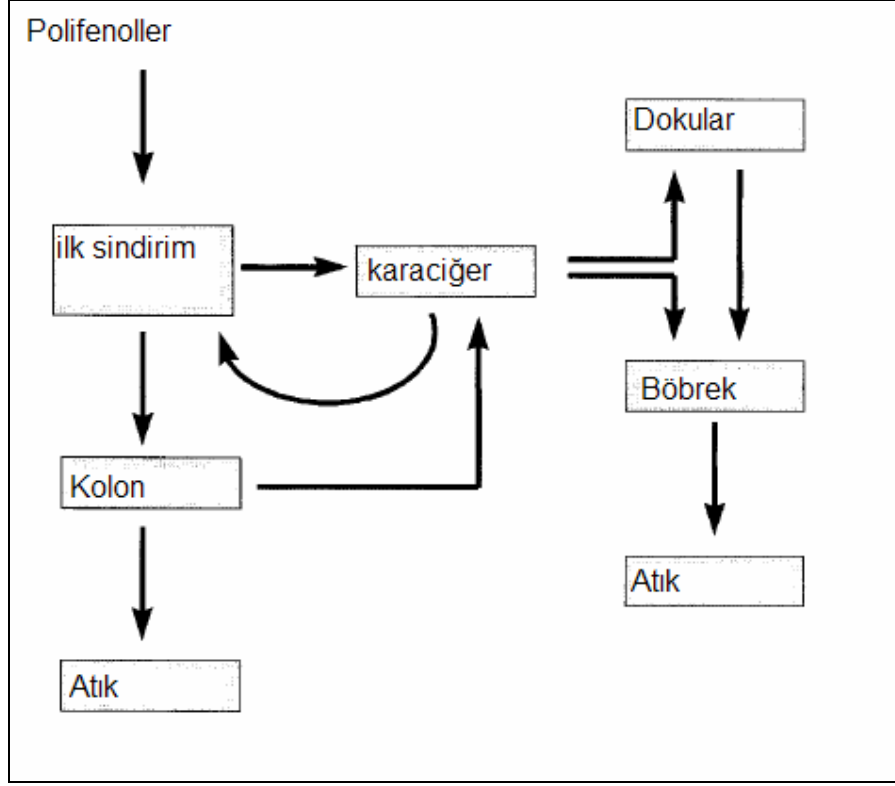 Polifenoller
Dokular
ilk sindirim
karaciğer
Böbrek
Kolon
Atık
Atık